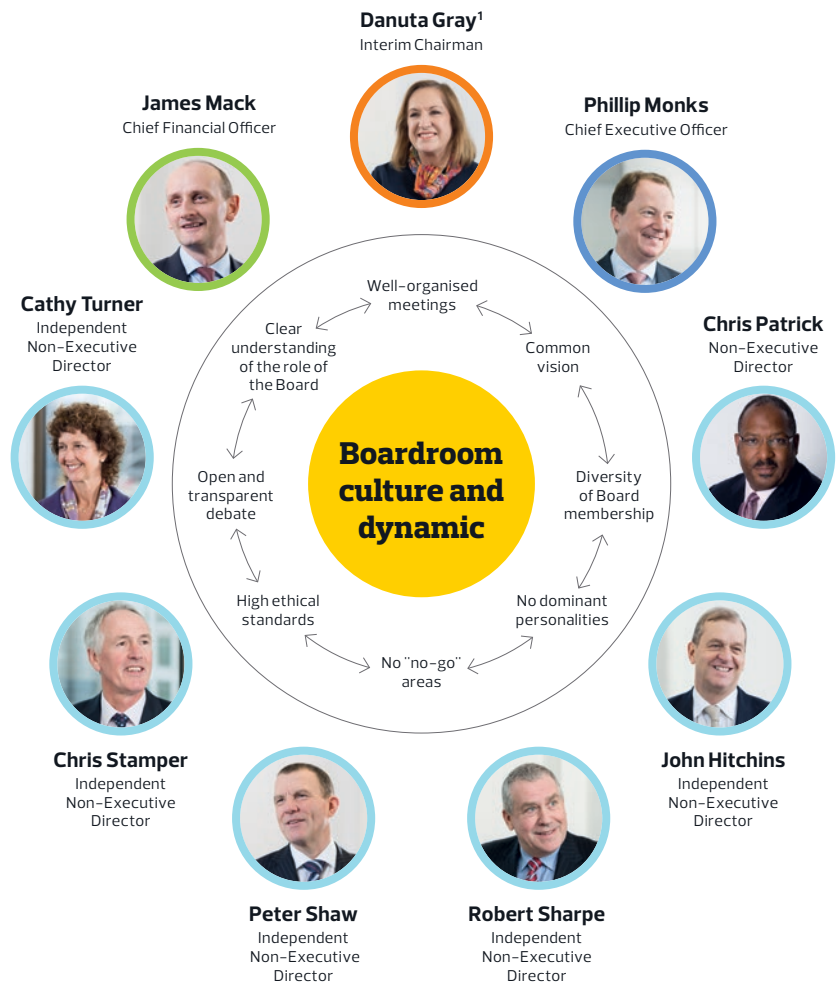 Danuta Gray¹
Interim Chairman
James Mack
Chief Financial Officer
Phillip Monks
Chief Executive Officer
Cathy Turner
Independent
Non-Executive
Director
Chris Patrick
Non-Executive
Director
Well-organised
meetings
Clear
understanding
of the role of
the Board
Common
vision
Boardroom
culture and
dynamic
Open and
transparent
debate
Diversity
of Board
membership
High ethical
standards
No dominant
personalities
No "no-go"
areas
Chris Stamper
Independent
Non-Executive
Director
John Hitchins
Independent
Non-Executive
Director
Peter Shaw
Independent
Non-Executive
Director
Robert Sharpe
Independent
Non-Executive
Director